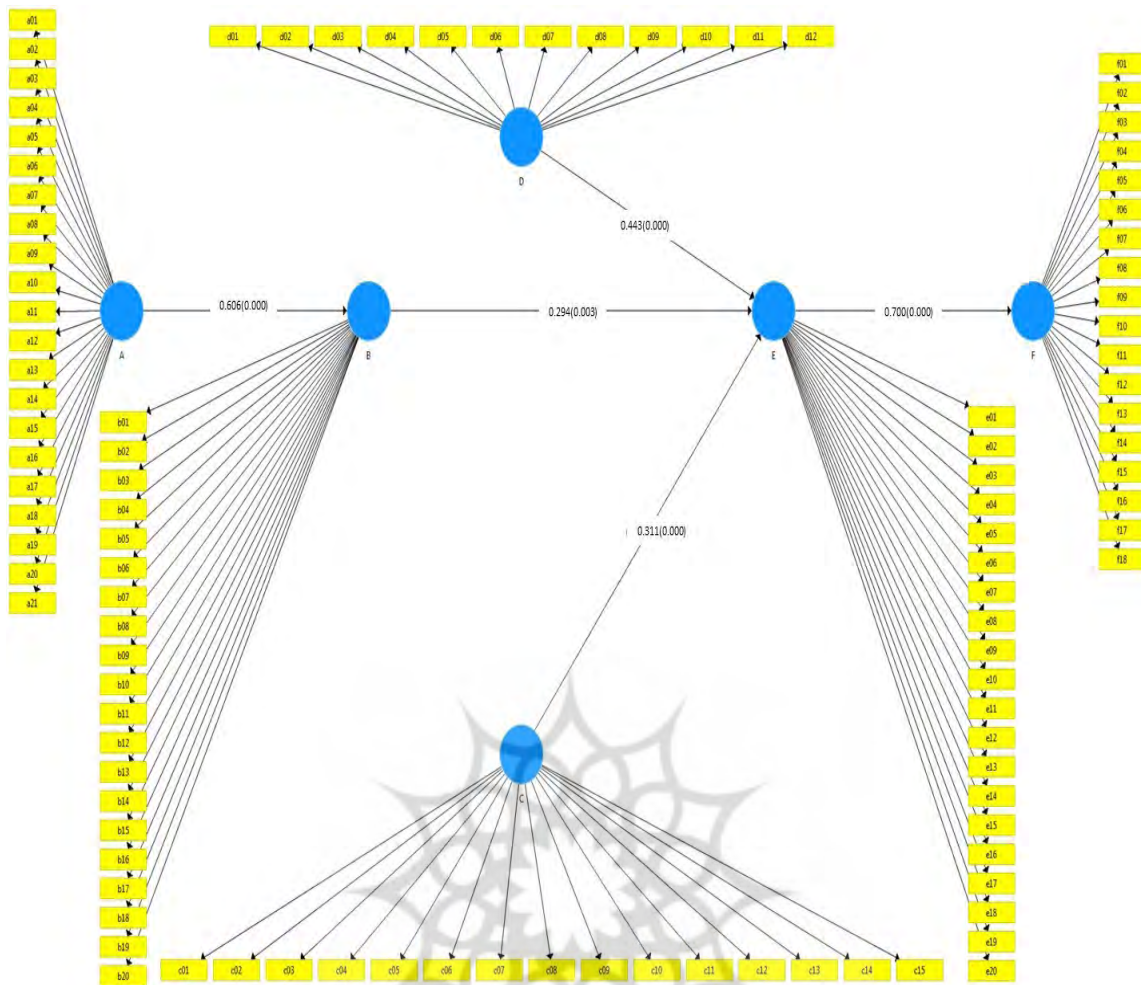 a01
a02
a03
a04
a05
a06
a07
a08
a09
a10
a11
a12
a13
a14
a15
a16
a17
a18
a19
a20
a21
d01 d02 d03 d04 d05 d06 d07 d08 d09 d10 d11 d12
D
0.443(0.000)
0.606(0.000)
0.294(0.003)
0.700(0.000)
A
B
E
F
f01
f02
f03
f04
f05
f06
f07
f08
f09
f10
f11
f12
f13
f14
f15
f16
f17
f18
b01
b02
b03
b04
b05
b06
b07
b08
b09
b10
b11
b12
b13
b14
b15
b16
b17
b18
b19
b20
0.311(0.000)
C
e01
e02
e03
e04
e05
e06
e07
e08
e09
e10
e11
e12
e13
e14
e15
e16
e17
e18
e19
e20
c01 c02 c03 c04 c05 c06 c07 c08 c09 c10 c11 c12 c13 c14 c15